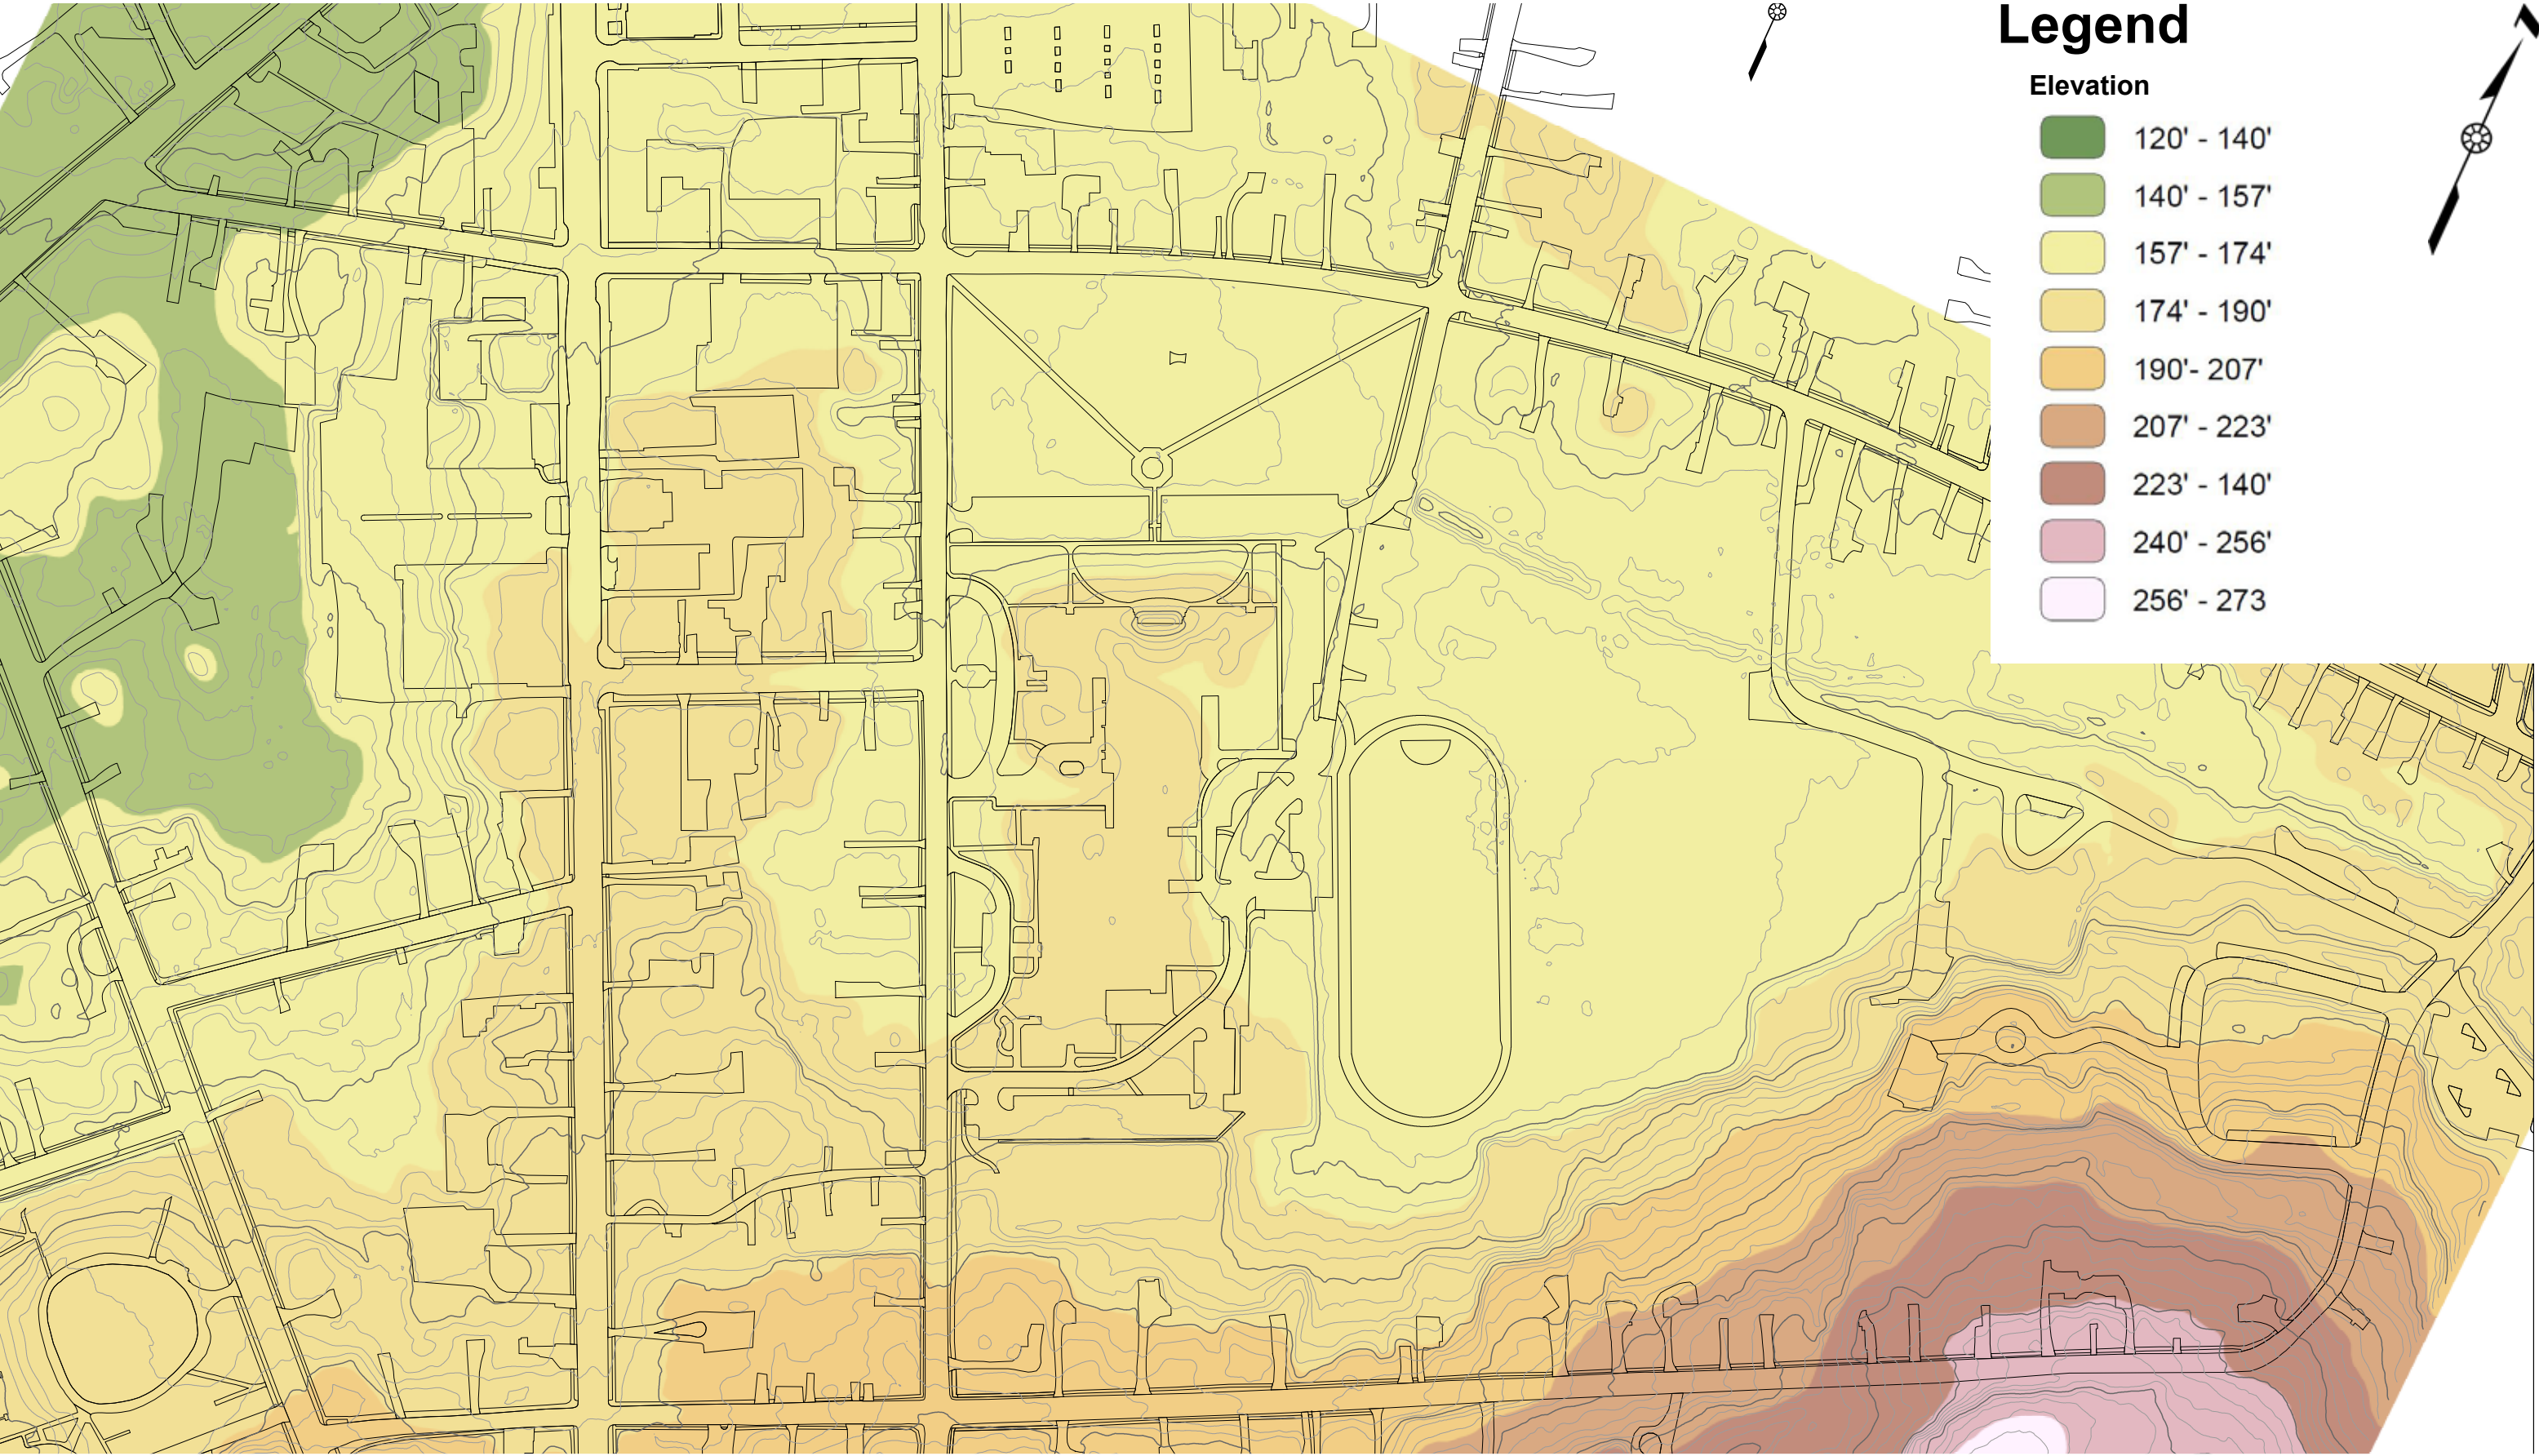 Legend
Elevation
120' - 140'
140' - 157'
157' - 174'
174' - 190'
190'- 207'
207' - 223'
223' - 140'
240' - 256'
256' - 273